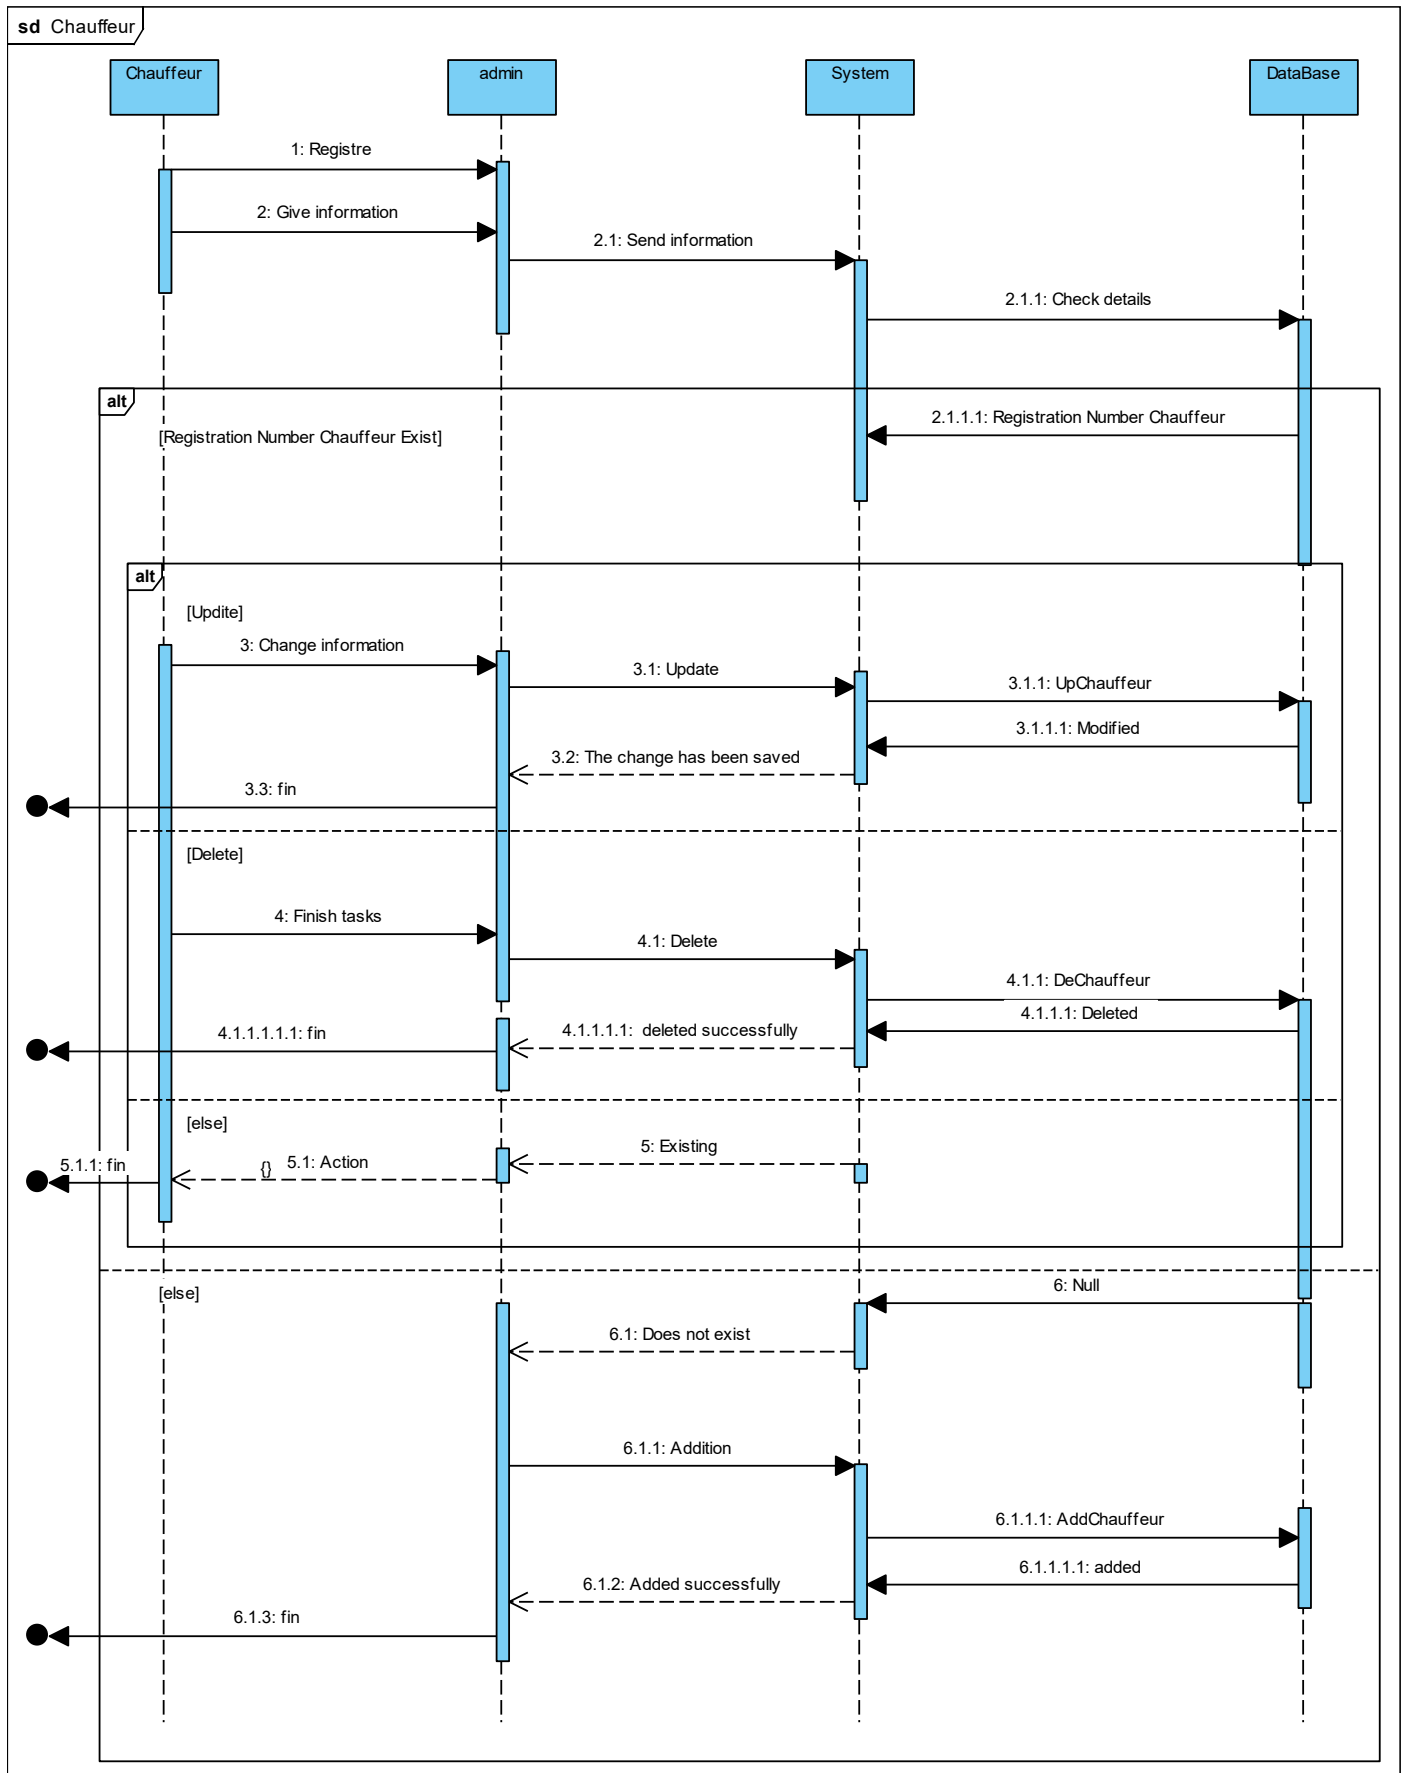 sd Chauffeur
Chauffeur
admin
System
DataBase
1: Registre
2: Give information
2.1: Send information
2.1.1: Check details
alt
2.1.1.1: Registration Number Chauffeur
[Registration Number Chauffeur Exist]
alt
[Updite]
3: Change information
3.1: Update
3.1.1: UpChauffeur
3.1.1.1: Modified
3.2: The change has been saved
3.3: fin
[Delete]
4: Finish tasks
4.1: Delete
4.1.1: DeChauffeur
4.1.1.1: Deleted
4.1.1.1.1: deleted successfully
4.1.1.1.1.1: fin
[else]
5: Existing
{}
5.1: Action
5.1.1: fin
[else]
6: Null
6.1: Does not exist
6.1.1: Addition
6.1.1.1: AddChauffeur
6.1.1.1.1: added
6.1.2: Added successfully
6.1.3: fin